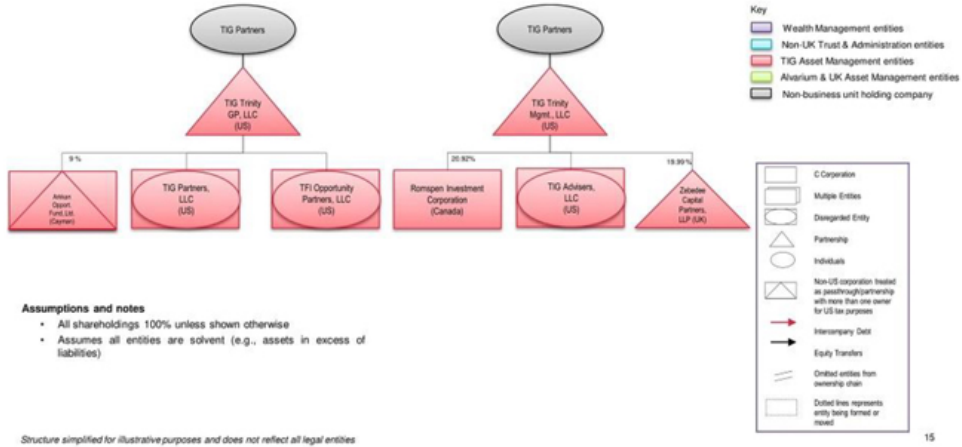 TIG Partners
TIG Partners
TIG Trinity
GP, LLC
(US)
TIG Trinity
Mgmt., LLC
(US)
9 %
20.92%
19.99%
Arkkan
Opport.
Fund, Ltd.
(Cayman)
TIG Partners,
LLC
(US)
TFI Opportunity
Partners, LLC
(US)
Romspen Investment
Corporation
(Canada)
TIG Advisers,
LLC
(US)
Zebedee
Capital
Partners,
LLP (UK)
Key
Wealth Management entities
Non-UK Trust & Administration entities
TIG Asset Management entities
Alvarium & UK Asset Management entities
Non-business unit holding company
C Corporation
Multiple Entities
Disregarded Entity
Partnership
Individuals
Non-US corporation treated
as passthrough/partnership
with more than one owner
for US tax purposes
Intercompany Debt
Equity Transfers
Omitted entities from
ownership chain
Dotted lines represents
entity being formed or
moved
Assumptions and notes
• All shareholdings 100% unless shown otherwise
• Assumes all entities are solvent (e.g., assets in excess of
liabilities)
Structure simplified for illustrative purposes and does not reflect all legal entities
15